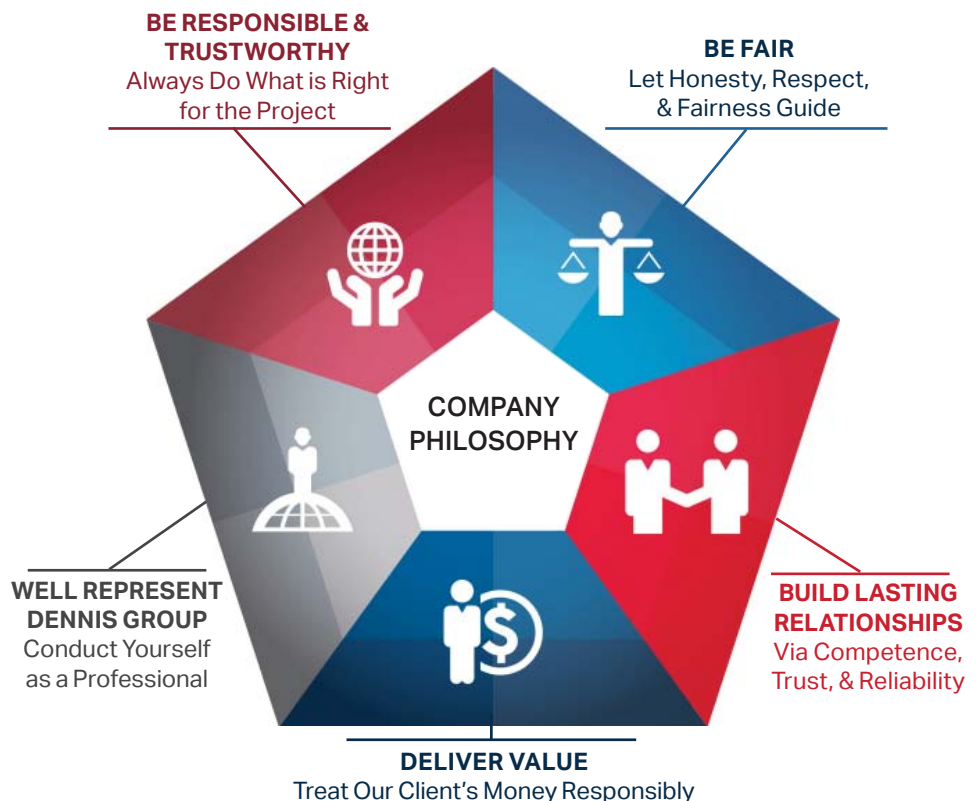 BE RESPONSIBLE &
TRUSTWORTHY
Always Do What is Right
for the Project
BE FAIR
Let Honesty, Respect,
& Fairness Guide
COMPANY
PHILOSOPHY
$
WELL REPRESENT
DENNIS GROUP
Conduct Yourself
as a Professional
BUILD LASTING
RELATIONSHIPS
Via Competence,
Trust, & Reliability
DELIVER VALUE
Treat Our Client's Money Responsibly